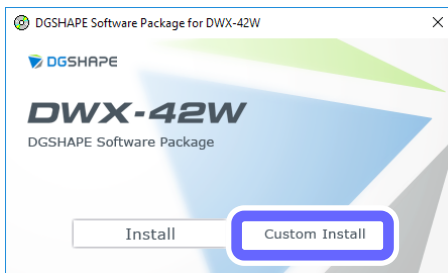 DGSHAPE Software Package for DWX-42W
DGSHAPE
DWX-42W
DGSHAPE Software Package
Install
Custom Install